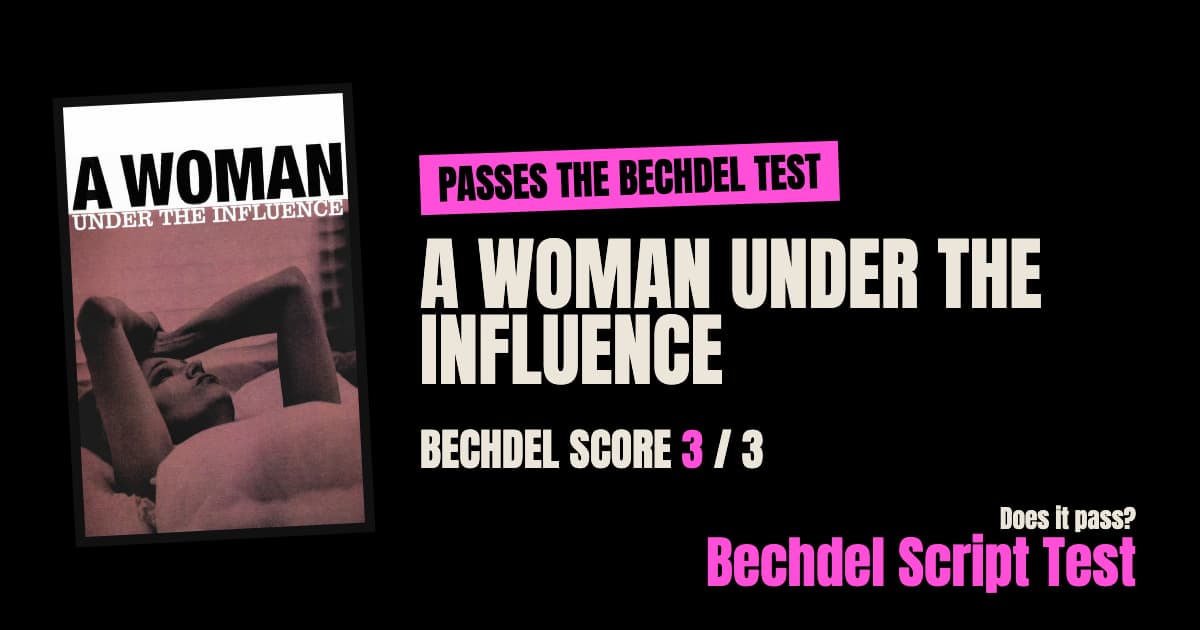 A WOMAN
UNDER THE INFLUENCE
PASSES THE BECHDEL TEST
A WOMAN UNDER THE
INFLUENCE
BECHDEL SCORE 3 / 3
Does it pass?
Bechdel Script Test